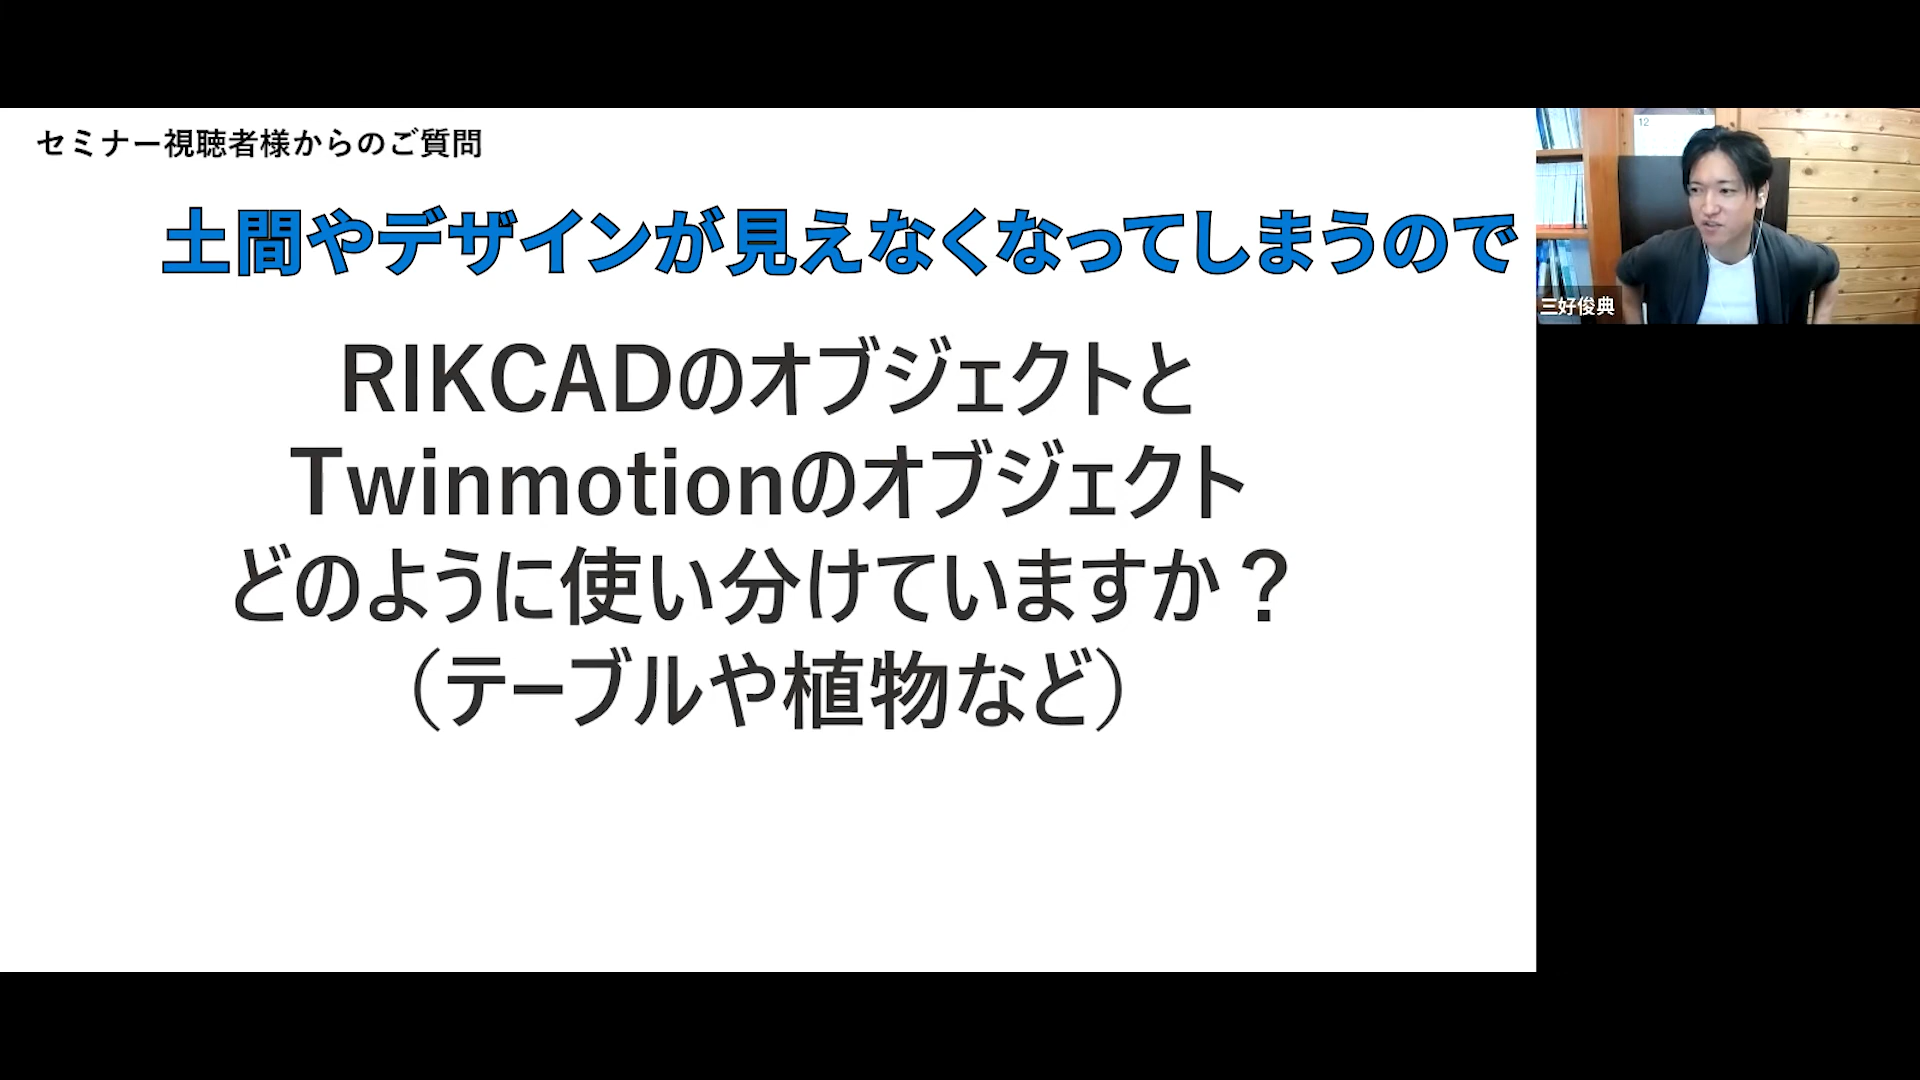 セミナー視聴者様からのご質問
土間やデザインが見えなくなってしまうので
RIKCADのオブジェクトと
Twinmotionのオブジェクト
どのように使い分けていますか？
（テーブルや植物など）
12
三好俊典